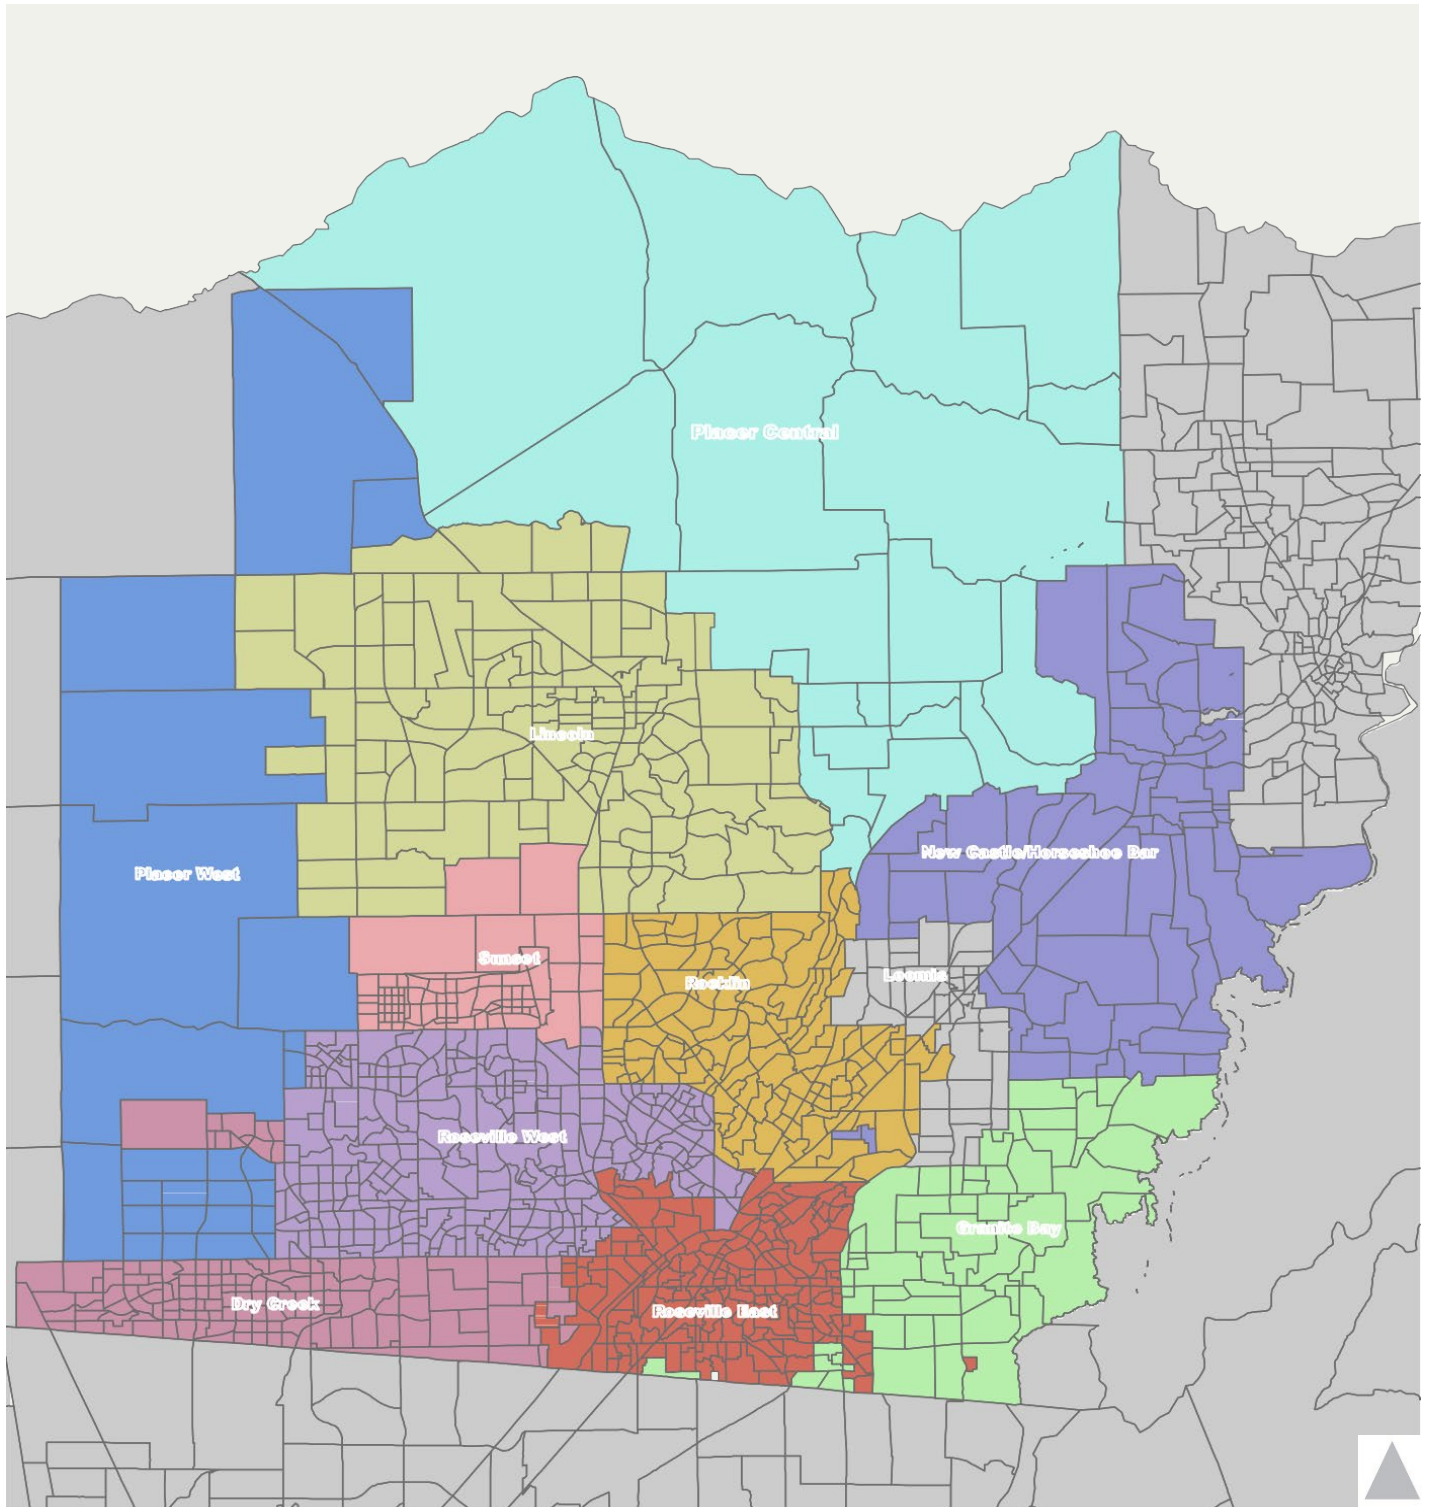 Placer Central
Lincoln
New Castle/Horseshoe Bar
Placer West
Sunset
Loomis
Rocklin
Roseville West
Granite Bay
Dry Creek
Roseville East